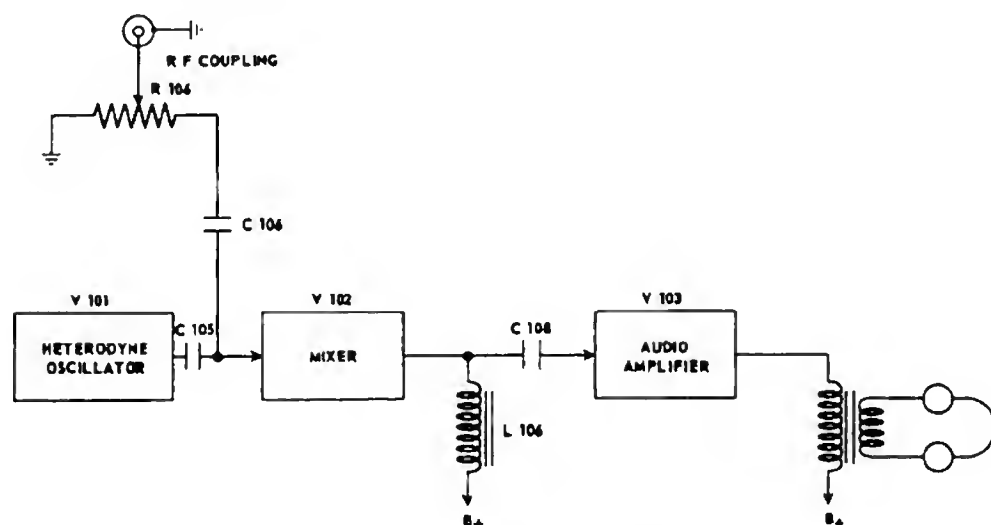 R F COUPLING
R 106
C 106
V 101
HETERODYNE
OSCILLATOR
C 105
V 102
MIXER
C 108
L 106
B+
V 103
AUDIO
AMPLIFIER
B+